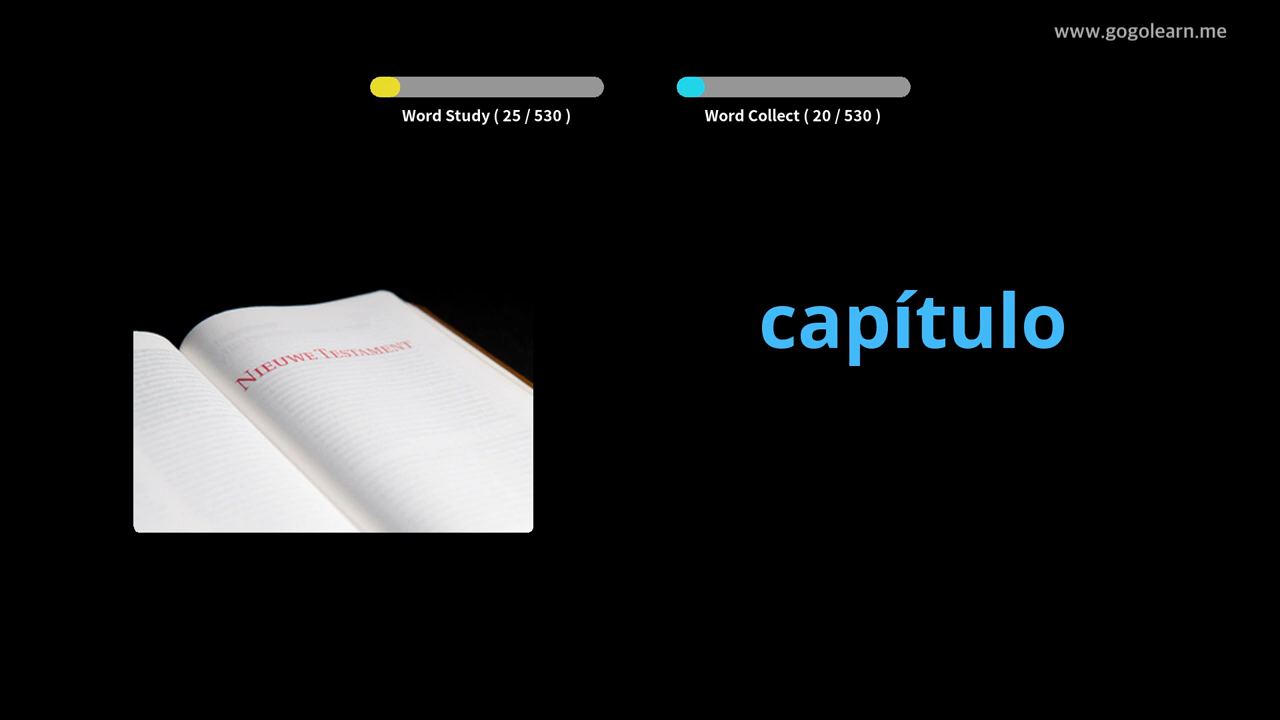 www.gogolearn.me
Word Study ( 25 / 530 )
Word Collect ( 20 / 530 )
capítulo
NIEUWE TESTAMENT